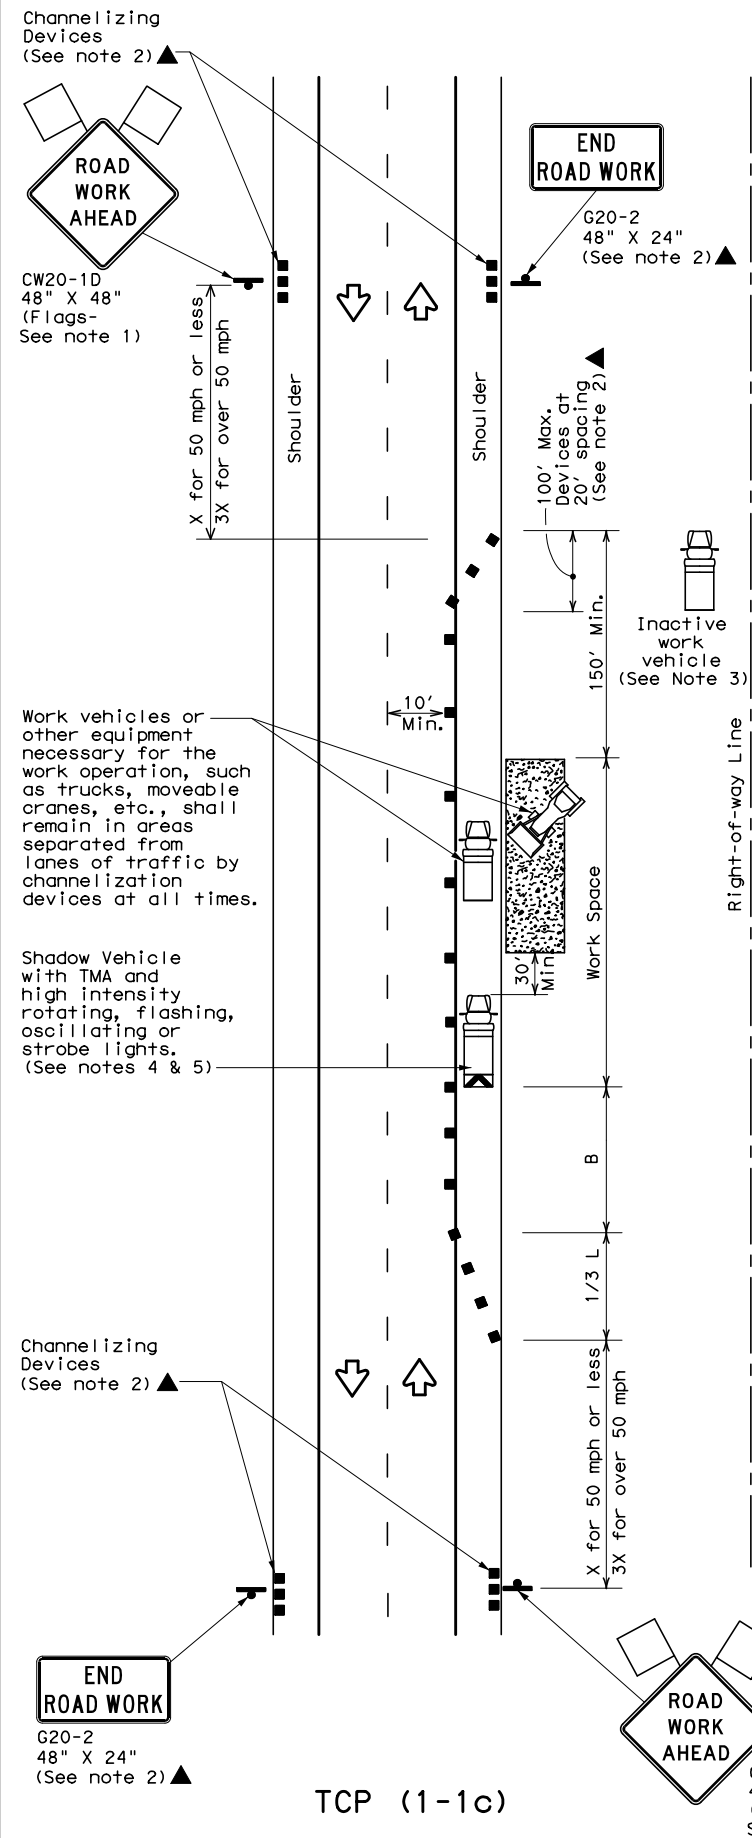 Channelizing
Devices
(See note 2)
ROAD
WORK
AHEAD
CW20-1D
48" X 48"
(Flags-
See note 1)
END
ROAD WORK
G20-2
48" X 24"
(See note 2)
X for 50 mph or less
3X for over 50 mph
Shoulder
Shoulder
100' Max.
Devices at
20' spacing
(See note 2)
150' Min.
Inactive
work
vehicle
(See Note 3)
10'
Min.
Work vehicles or
other equipment
necessary for the
work operation, such
as trucks, moveable
cranes, etc., shall
remain in areas
separated from
lanes of traffic by
channelization
devices at all times.
Right-of-way Line
Work Space
30'
Min.
Shadow Vehicle
with TMA and
high intensity
rotating, flashing,
oscillating or
strobe lights.
(See notes 4 & 5)
B
1/3 L
Channelizing
Devices
(See note 2)
X for 50 mph or less
3X for over 50 mph
END
ROAD WORK
G20-2
48" X 24"
(See note 2)
ROAD
WORK
AHEAD
TCP (1-1c)